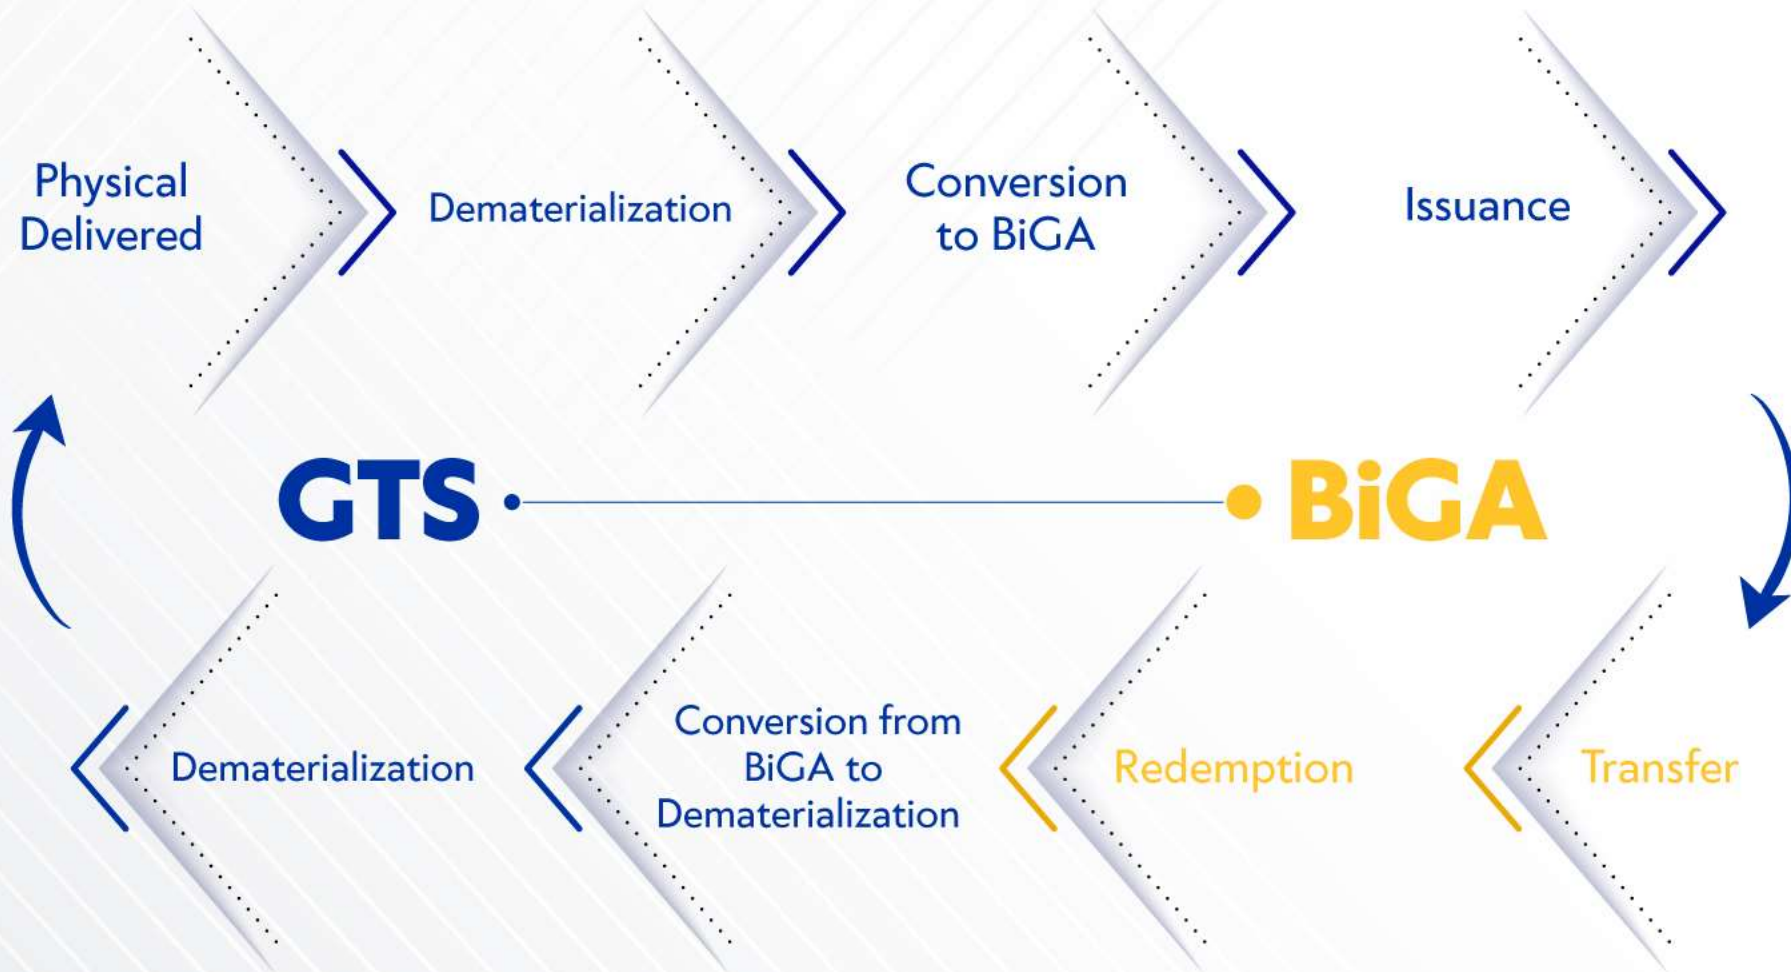 Physical
Delivered
Dematerialization
Conversion
to BiGA
Issuance
GTS
BiGA
Dematerialization
Conversion from
BiGA to
Dematerialization
Redemption
Transfer